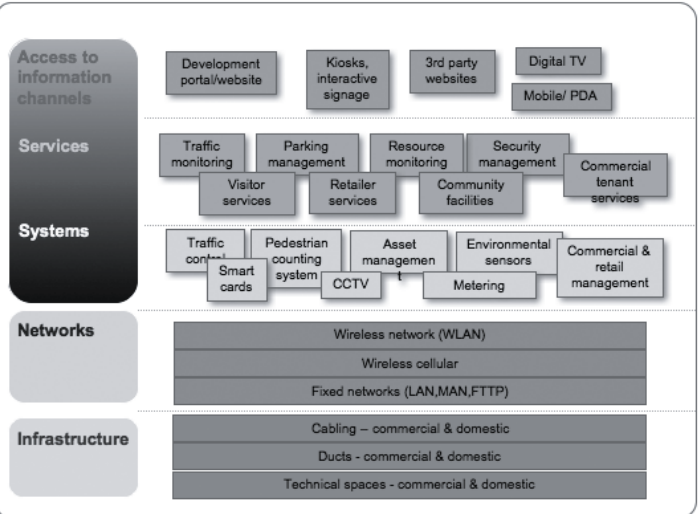 Access to
information
channels
Development
portal/website
Kiosks,
interactive
signage
3rd party
websites
Digital TV
Mobile/ PDA
Services
Traffic
monitoring
Parking
management
Resource
monitoring
Security
management
Commercial
tenant
services
Visitor
services
Retailer
services
Community
facilities
Systems
Traffic
control
Pedestrian
counting
system
Asset
managemen
t
Environmental
sensors
Commercial &
retail
management
Smart
cards
CCTV
Metering
Networks
Wireless network (WLAN)
Wireless cellular
Fixed networks (LAN,MAN,FTTP)
Infrastructure
Cabling – commercial & domestic
Ducts - commercial & domestic
Technical spaces - commercial & domestic